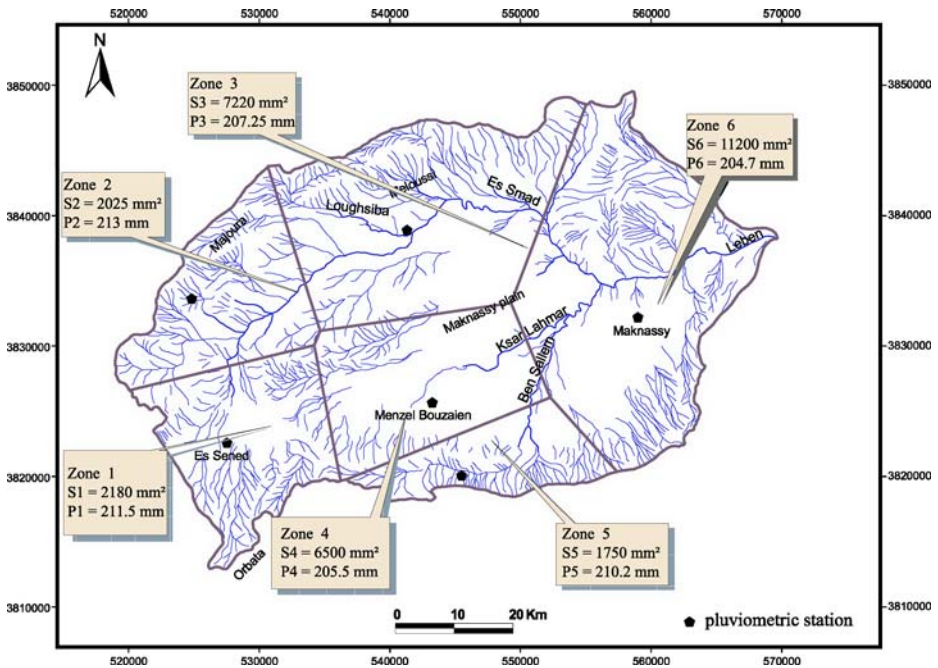 520000 530000 540000 550000 560000 570000
N
3850000 3850000
Zone 3
S3 = 7220 mm²
P3 = 207.25 mm
Zone 6
S6 = 11200 mm²
P6 = 204.7 mm
Zone 2
S2 = 2025 mm²
P2 = 213 mm
Meloussi
Es Smad
Loughsiba
3840000 3840000
Majoura
Leben
Maknassy plain
Ksar Lahmar
Maknassy
3830000 3830000
Ben Sallem
Menzel Bouzaien
Es Sened
Zone 1
S1 = 2180 mm²
P1 = 211.5 mm
3820000 3820000
Zone 4
S4 = 6500 mm²
P4 = 205.5 mm
Zone 5
S5 = 1750 mm²
P5 = 210.2 mm
Orbata
3810000 3810000
0 10 20 Km
pluviometric station
520000 530000 540000 550000 560000 570000